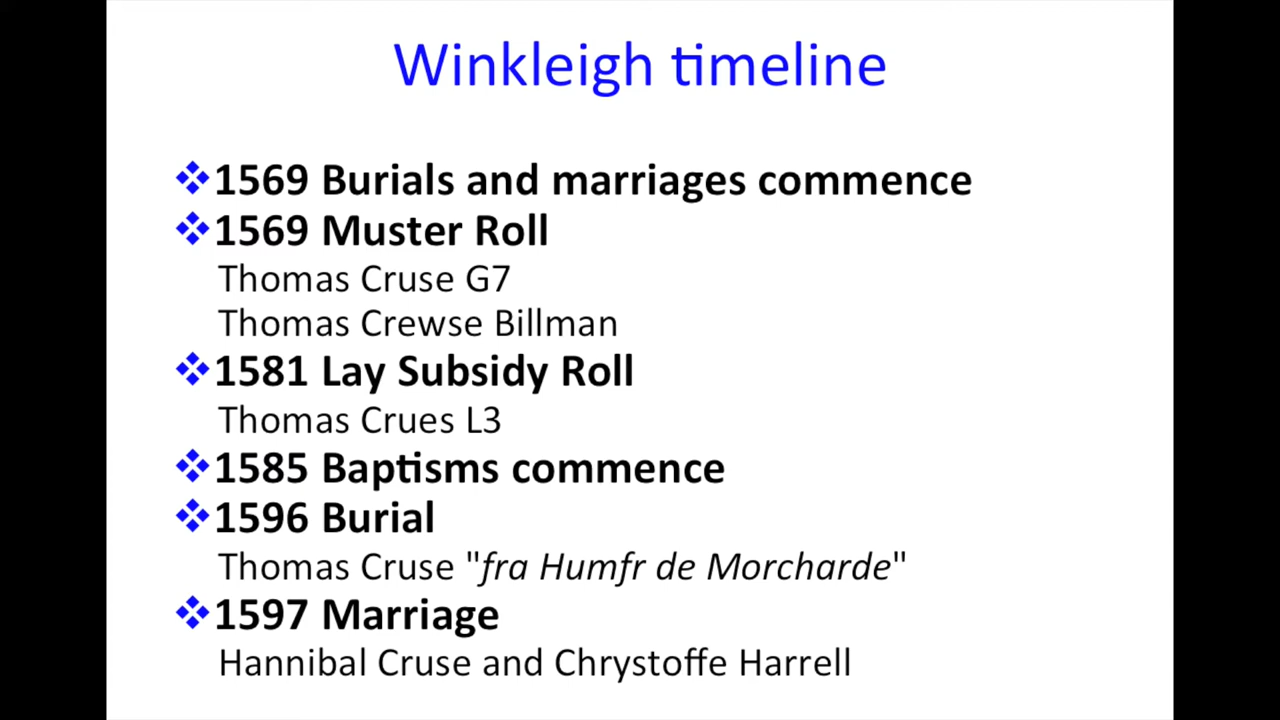 Winkleigh timeline
❖1569 Burials and marriages commence
❖1569 Muster Roll
Thomas Cruse G7
Thomas Crewse Billman
❖1581 Lay Subsidy Roll
Thomas Crues L3
❖1585 Baptisms commence
❖1596 Burial
Thomas Cruse "fra Humfr de Morcharde"
❖1597 Marriage
Hannibal Cruse and Chrystoffe Harrell